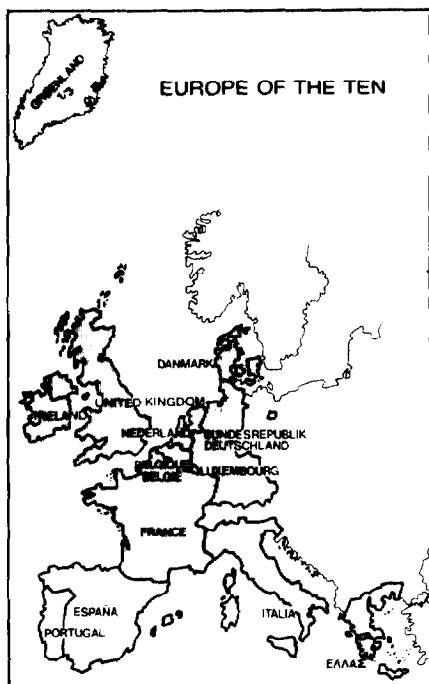 EUROPE OF THE TEN
GRØNLAND
DANMARK
UNITED KINGDOM
IRELAND
NEDERLAND
BUNDESREPUBLIK
DEUTSCHLAND
BELGIQUE
BELGIË
LUXEMBOURG
FRANCE
ESPAÑA
PORTUGAL
ITALIA
ΕΛΛΑΣ